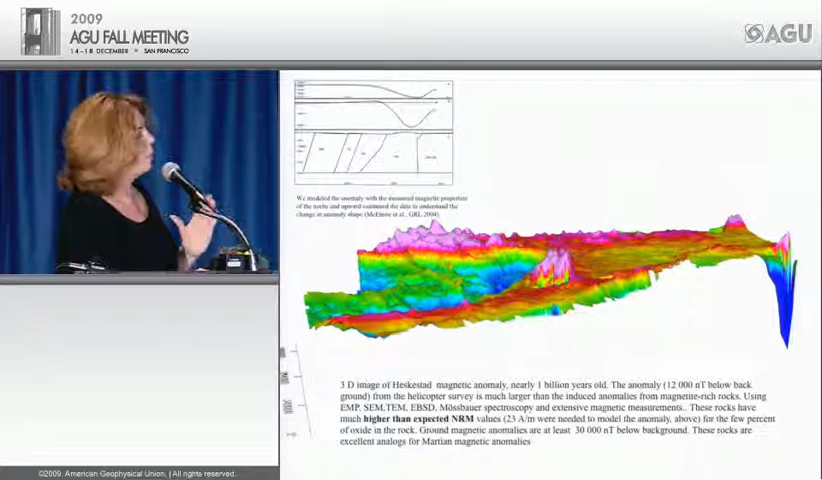 2009
AGU FALL MEETING
14-18 DECEMBER • SAN FRANCISCO
AGU
We modeled the anomaly with the measured magnetic properties
of the norite and upward continued the data to understand the
change in anomaly shape (McEnroe et al., GRL 2004)
3 D image of Heskestad magnetic anomaly, nearly 1 billion years old. The anomaly (12 000 nT below back
ground) from the helicopter survey is much larger than the induced anomalies from magnetite-rich rocks. Using
EMP, SEM,TEM, EBSD, Mössbauer spectroscopy and extensive magnetic measurements.. These rocks have
much higher than expected NRM values (23 A/m were needed to model the anomaly, above) for the few percent
of oxide in the rock. Ground magnetic anomalies are at least 30 000 nT below background. These rocks are
excellent analogs for Martian magnetic anomalies
©2009. American Geophysical Union. | All rights reserved.